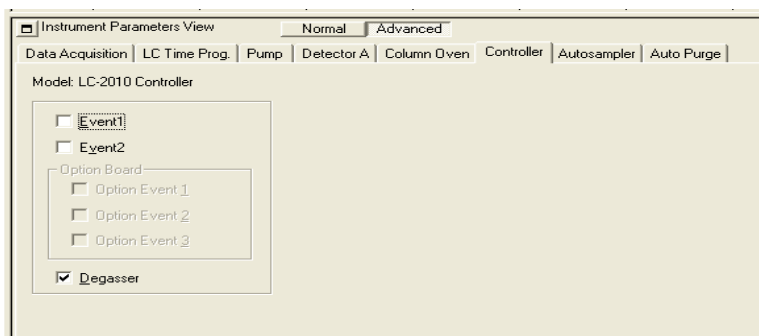 Instrument Parameters View Normal Advanced
Data Acquisition LC Time Prog. Pump Detector A Column Oven Controller Autosampler Auto Purge
Model: LC-2010 Controller
Event1
Event2
Option Board
Option Event 1
Option Event 2
Option Event 3
Degasser